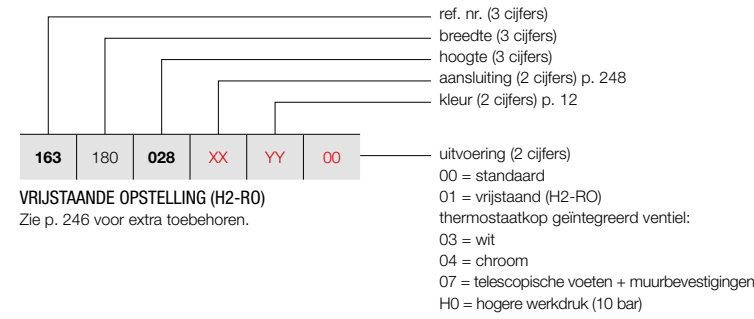 ref. nr. (3 cijfers)
breedte (3 cijfers)
hoogte (3 cijfers)
aansluiting (2 cijfers) p. 248
kleur (2 cijfers) p. 12
163 180 028 XX YY 00
uitvoering (2 cijfers)
00 = standaard
01 = vrijstaand (H2-RO)
thermostaatkop geïntegreerd ventiel:
03 = wit
04 = chroom
07 = telescopische voeten + muurbevestigingen
H0 = hogere werkdruk (10 bar)
VRIJSTAANDE OPSTELLING (H2-RO)
Zie p. 246 voor extra toebehoren.